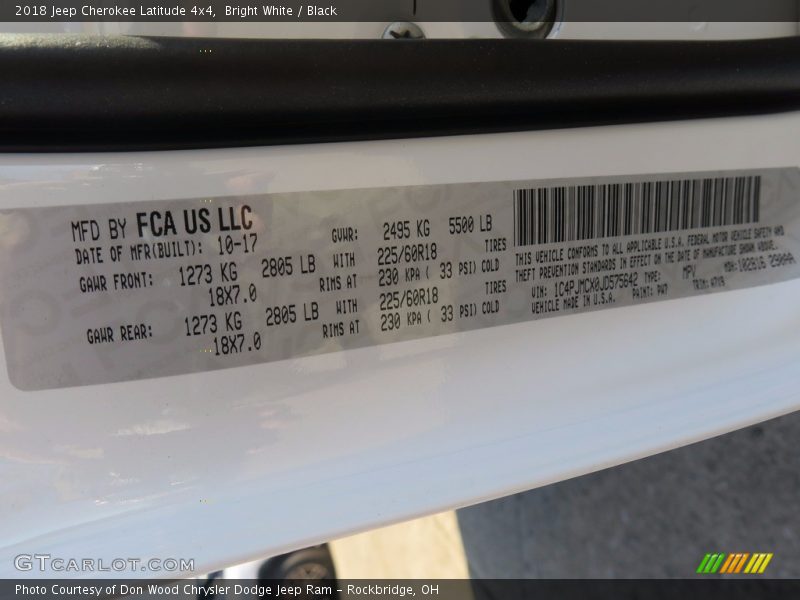 2018 Jeep Cherokee Latitude 4x4, Bright White / Black
MFD BY FCA US LLC
DATE OF MFR(BUILT): 10-17
GVWR: 2495 KG 5500 LB
GAWR FRONT: 1273 KG 2805 LB WITH 225/60R18 TIRES
18X7.0 RIMS AT 230 KPA ( 33 PSI) COLD
GAWR REAR: 1273 KG 2805 LB WITH 225/60R18 TIRES
18X7.0 RIMS AT 230 KPA ( 33 PSI) COLD
THIS VEHICLE CONFORMS TO ALL APPLICABLE U.S.A. FEDERAL MOTOR VEHICLE SAFETY AND
THEFT PREVENTION STANDARDS IN EFFECT ON THE DATE OF MANUFACTURE SHOWN ABOVE.
VIN: 1C4PJMCX0JD575642 TYPE: MPV MDH: 102816
VEHICLE MADE IN U.S.A. PAINT: PW7 TRIM:
GTcarlot.com
Photo Courtesy of Don Wood Chrysler Dodge Jeep Ram – Rockbridge, OH